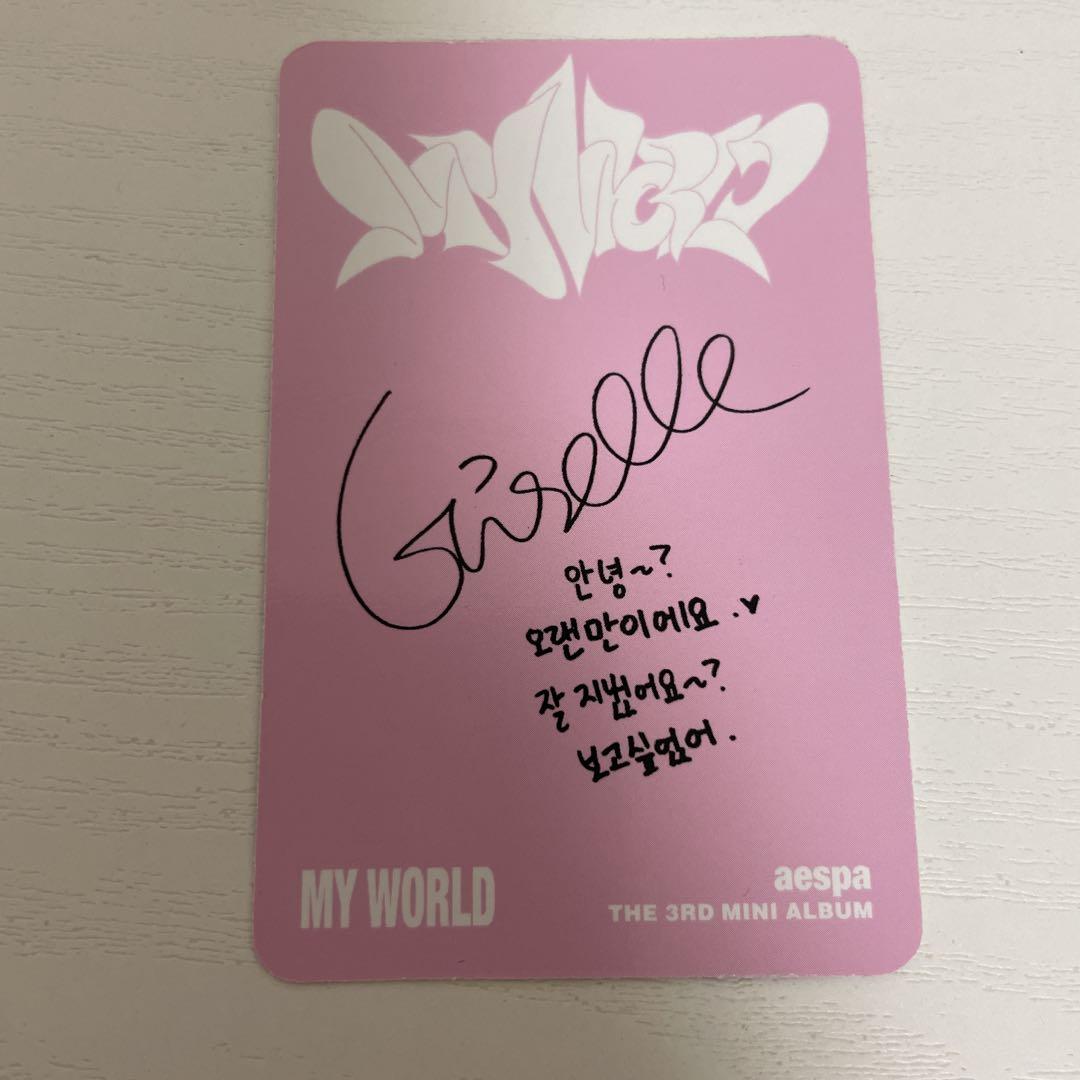 MY WORLD
Giselle
안녕~?
오랜만이에요.♥
잘 지냈어요~?
보고싶었어.
MY WORLD
aespa
THE 3RD MINI ALBUM